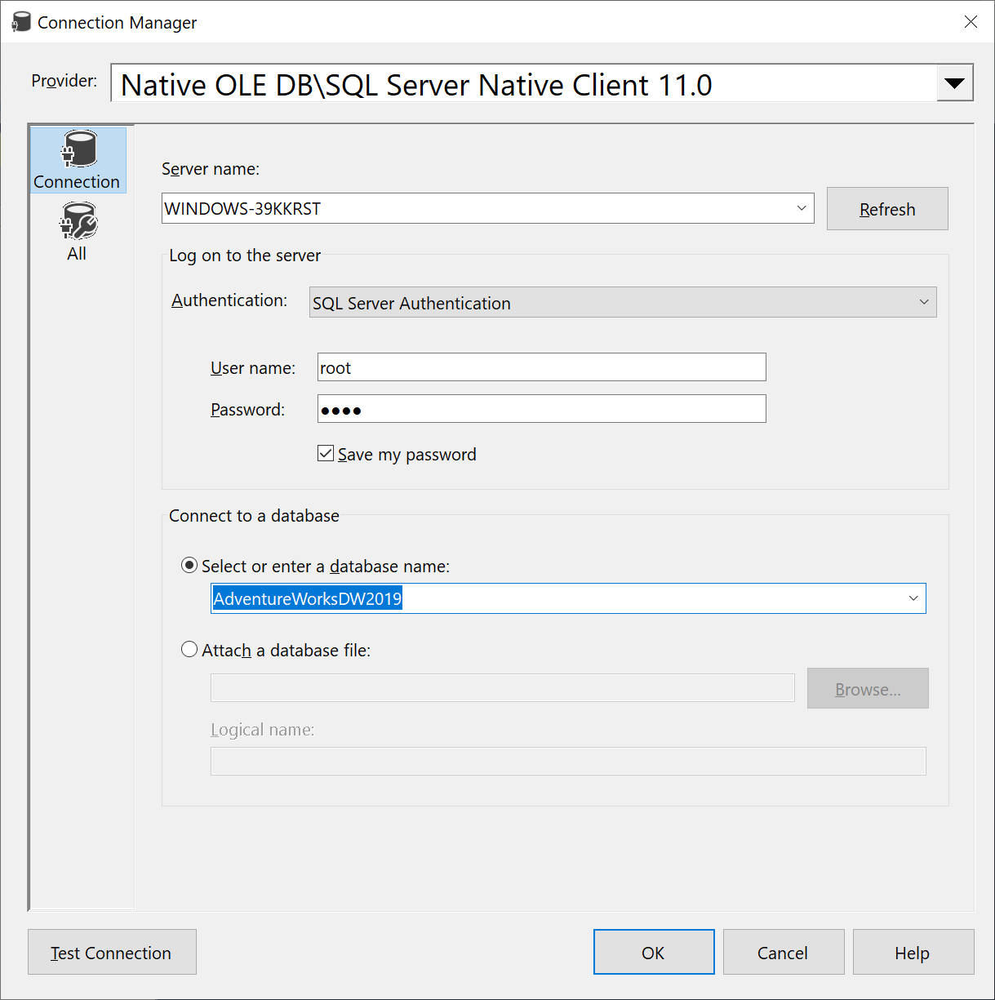 Connection Manager
Provider: Native OLE DB\SQL Server Native Client 11.0
Connection
All
Server name:
WINDOWS-39KKRST
Refresh
Log on to the server
Authentication: SQL Server Authentication
User name: root
Password: ●●●●
Save my password
Connect to a database
Select or enter a database name:
AdventureWorksDW2019
Attach a database file:
Browse...
Logical name:
Test Connection OK Cancel Help